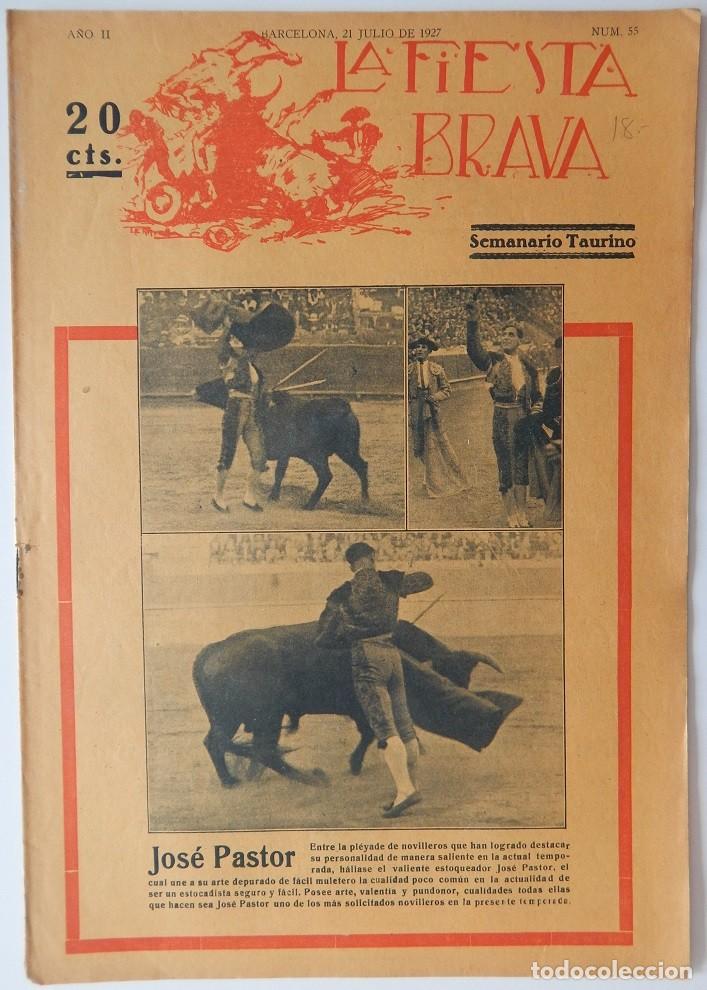 AÑO II
BARCELONA, 21 JULIO DE 1927
NUM. 55
LA FiESTA
BRAVA
20
cts.
18.-
Semanario Taurino
José Pastor
Entre la pléyade de novilleros que han logrado destacar
su personalidad de manera saliente en la actual tempo-
rada, hállase el valiente estoqueador José Pastor, el
cual une a su arte depurado de fácil muletero la cualidad poco común en la actualidad de
ser un estocadista seguro y fácil. Posee arte, valentía y pundonor, cualidades todas ellas
que hacen sea José Pastor uno de los más solicitados novilleros en la presente temporada.
todocoleccion